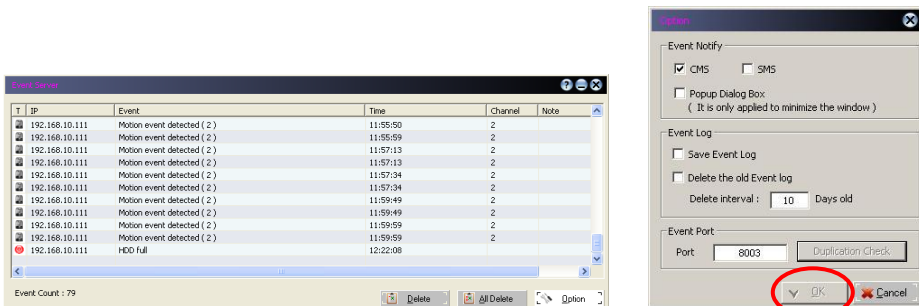 Event Server
T IP Event Time Channel Note
192.168.10.111 Motion event detected ( 2 ) 11:55:50 2
192.168.10.111 Motion event detected ( 2 ) 11:55:59 2
192.168.10.111 Motion event detected ( 2 ) 11:57:13 2
192.168.10.111 Motion event detected ( 2 ) 11:57:13 2
192.168.10.111 Motion event detected ( 2 ) 11:57:34 2
192.168.10.111 Motion event detected ( 2 ) 11:57:34 2
192.168.10.111 Motion event detected ( 2 ) 11:59:49 2
192.168.10.111 Motion event detected ( 2 ) 11:59:49 2
192.168.10.111 Motion event detected ( 2 ) 11:59:59 2
192.168.10.111 Motion event detected ( 2 ) 11:59:59 2
192.168.10.111 HDD full 12:22:08
Event Count : 79
Delete All Delete Option
Option
Event Notify
CMS SMS
Popup Dialog Box
( It is only applied to minimize the window )
Event Log
Save Event Log
Delete the old Event log
Delete interval : 10 Days old
Event Port
Port 8003 Duplication Check
OK Cancel